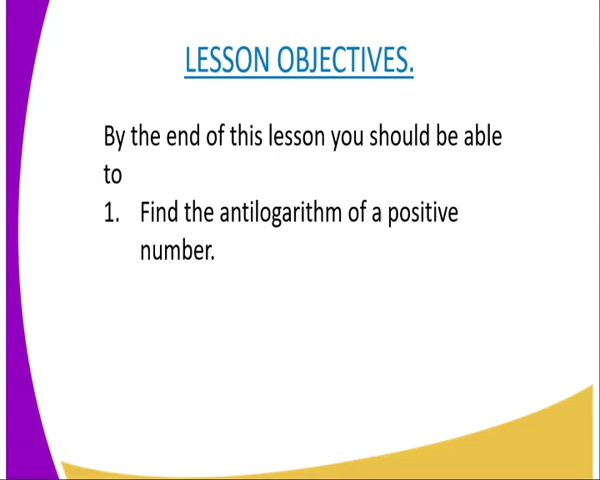 LESSON OBJECTIVES.
By the end of this lesson you should be able
to
1. Find the antilogarithm of a positive
number.